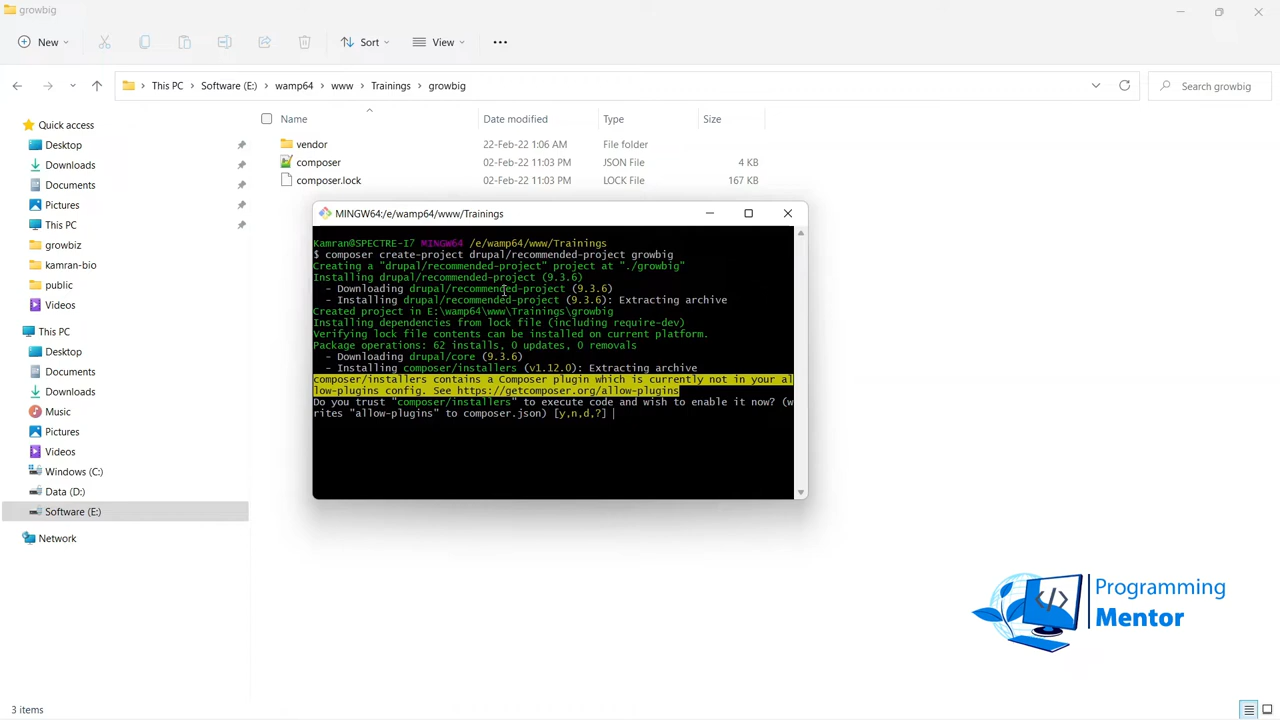 growbig
New
Sort
View
This PC
Software (E:)
wamp64
www
Trainings
growbig
Search growbig
Name
Date modified
Type
Size
vendor
22-Feb-22 1:06 AM
File folder
composer
02-Feb-22 11:03 PM
JSON File
4 KB
composer.lock
02-Feb-22 11:03 PM
LOCK File
167 KB
Quick access
Desktop
Downloads
Documents
Pictures
This PC
growbiz
kamran-bio
public
Videos
This PC
Desktop
Documents
Downloads
Music
Pictures
Videos
Windows (C:)
Data (D:)
Software (E:)
Network
MINGW64:/e/wamp64/www/Trainings
Kamran@SPECTRE-I7 MINGW64 /e/wamp64/www/Trainings
$ composer create-project drupal/recommended-project growbig
Creating a "drupal/recommended-project" project at "./growbig"
Installing drupal/recommended-project (9.3.6)
- Downloading drupal/recommended-project (9.3.6)
- Installing drupal/recommended-project (9.3.6): Extracting archive
Created project in E:\wamp64\www\Trainings\growbig
Installing dependencies from lock file (including require-dev)
Verifying lock file contents can be installed on current platform.
Package operations: 62 installs, 0 updates, 0 removals
- Downloading drupal/core (9.3.6)
- Installing composer/installers (v1.12.0): Extracting archive
composer/installers contains a Composer plugin which is currently not in your al
low-plugins config. See https://getcomposer.org/allow-plugins
Do you trust "composer/installers" to execute code and wish to enable it now? (w
rites "allow-plugins" to composer.json) [y,n,d,?]
Programming
Mentor
3 items